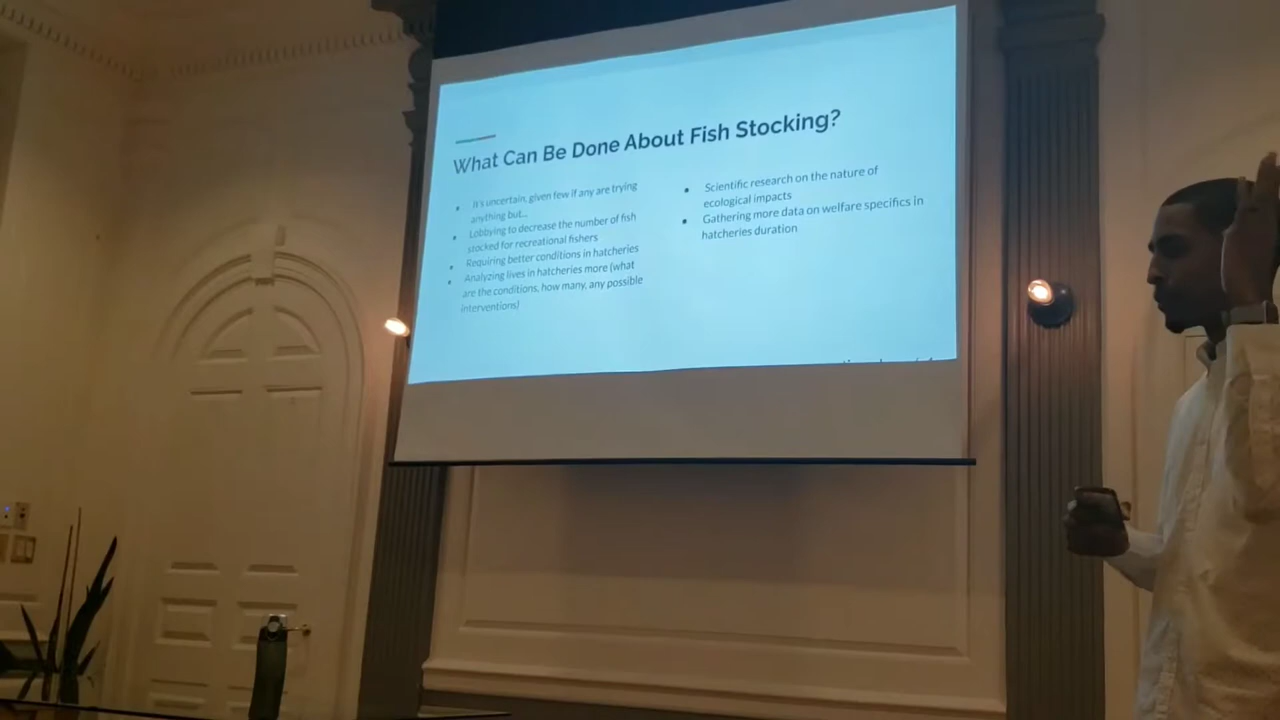 What Can Be Done About Fish Stocking?
It's uncertain, given few if any are trying
anything but...
Lobbying to decrease the number of fish
stocked for recreational fishers
Requiring better conditions in hatcheries
Analyzing lives in hatcheries more (what
are the conditions, how many, any possible
interventions)
Scientific research on the nature of
ecological impacts
Gathering more data on welfare specifics in
hatcheries duration